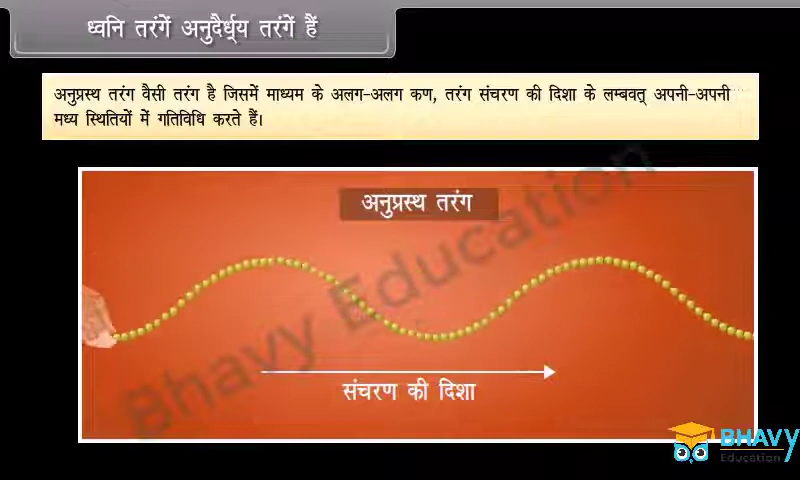 ध्वनि तरंगें अनुदैर्ध्य तरंगें हैं
अनुप्रस्थ तरंग वैसी तरंग है जिसमें माध्यम के अलग-अलग कण, तरंग संचरण की दिशा के लम्बवत् अपनी-अपनी
मध्य स्थितियों में गतिविधि करते हैं।
अनुप्रस्थ तरंग
Bhavy Education
संचरण की दिशा
BHAVY
Education